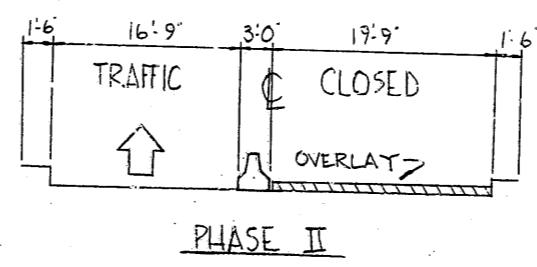 1'-6" 16'-9" 3'-0" 19'-9" 1'-6"
TRAFFIC ℄ CLOSED
OVERLAY
PHASE II